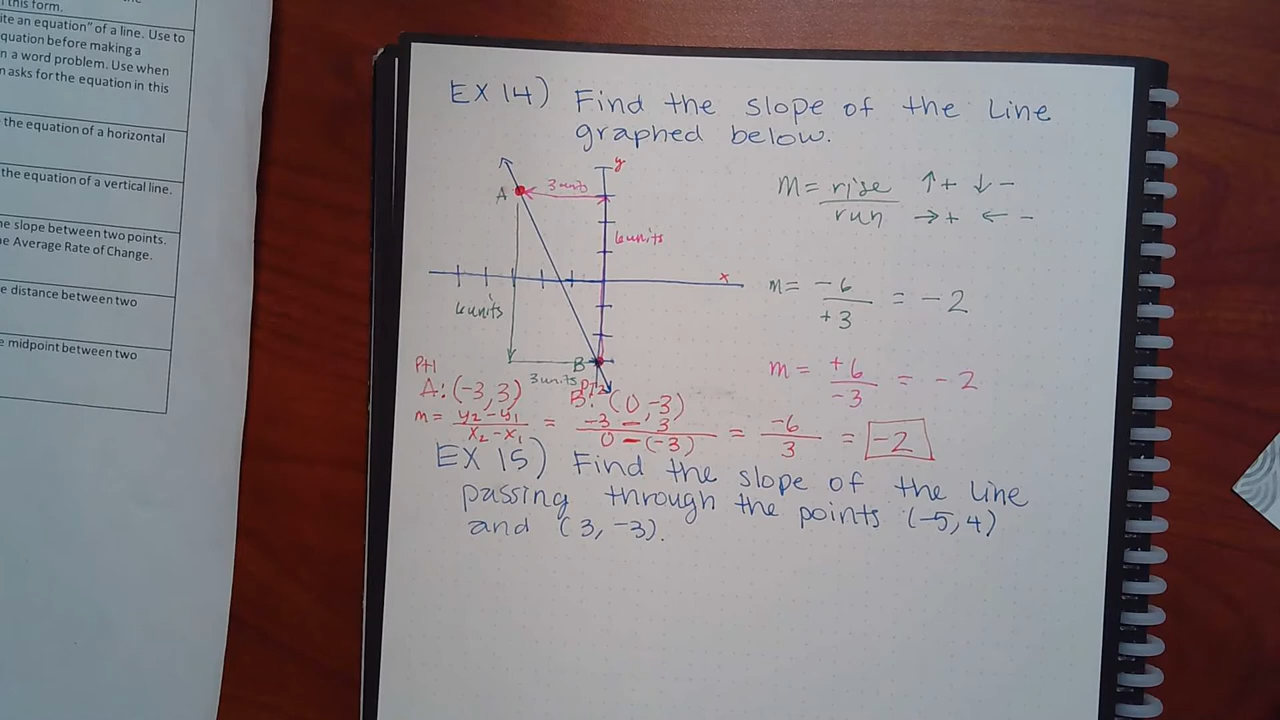 this form.
ite an equation" of a line. Use to
quation before making a
n a word problem. Use when
asks for the equation in this
the equation of a horizontal
the equation of a vertical line.
e slope between two points.
e Average Rate of Change.
e distance between two
e midpoint between two
EX 14) Find the slope of the line
graphed below.
y
A
3 units
6 units
x
6 units
B
3 units
m = rise/run ↑+ ↓- →+ ←-
m = -6/+3 = -2
m = +6/-3 = -2
Pt1 Pt2
A: (-3, 3) B: (0, -3)
m = y₂-y₁/x₂-x₁ = -3-3/0-(-3) = -6/3 = -2
EX 15) Find the slope of the line
passing through the points (-5, 4)
and (3, -3).